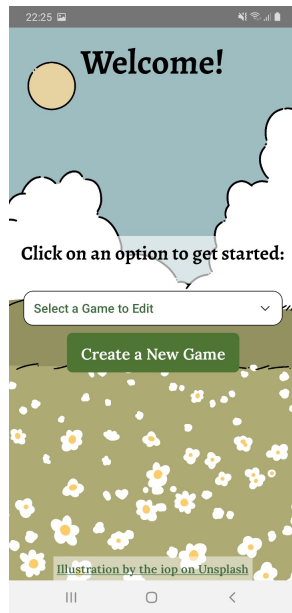 22:25
Welcome!
Click on an option to get started:
Select a Game to Edit
Create a New Game
Illustration by the iop on Unsplash